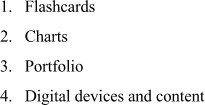 1. Flashcards
2. Charts
3. Portfolio
4. Digital devices and content